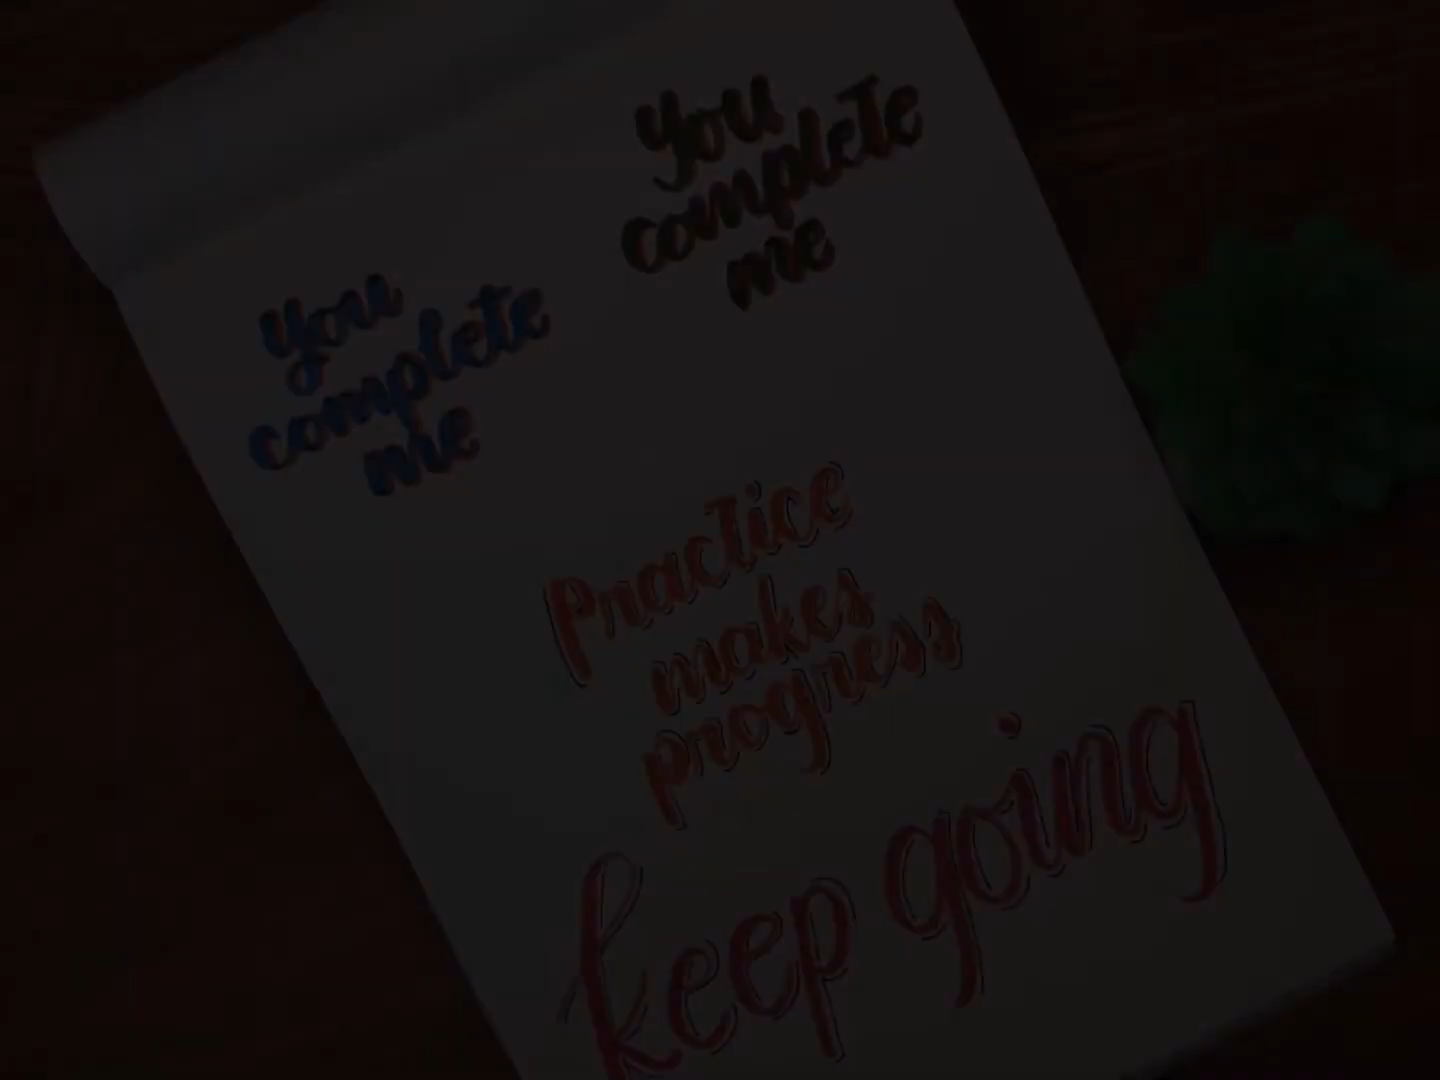 you
complete
me
you
complete
me
Practice
makes
progress
keep going